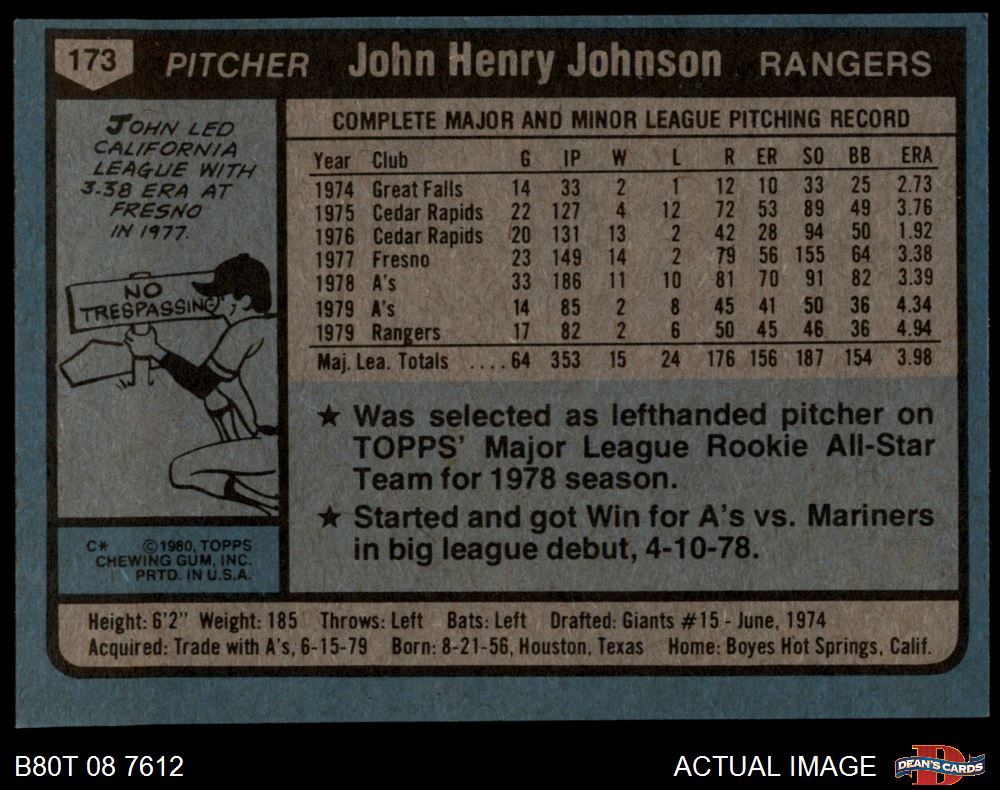 173 PITCHER John Henry Johnson RANGERS
JOHN LED
CALIFORNIA
LEAGUE WITH
3.38 ERA AT
FRESNO
IN 1977.
NO
TRESPASSING
C* ©1980, TOPPS
CHEWING GUM, INC.
PRTD. IN U.S.A.
COMPLETE MAJOR AND MINOR LEAGUE PITCHING RECORD
Year Club G IP W L R ER SO BB ERA
1974 Great Falls 14 33 2 1 12 10 33 25 2.73
1975 Cedar Rapids 22 127 4 12 72 53 89 49 3.76
1976 Cedar Rapids 20 131 13 2 42 28 94 50 1.92
1977 Fresno 23 149 14 2 79 56 155 64 3.38
1978 A's 33 186 11 10 81 70 91 82 3.39
1979 A's 14 85 2 8 45 41 50 36 4.34
1979 Rangers 17 82 2 6 50 45 46 36 4.94
Maj. Lea. Totals ....64 353 15 24 176 156 187 154 3.98
★ Was selected as lefthanded pitcher on
TOPPS' Major League Rookie All-Star
Team for 1978 season.
★ Started and got Win for A's vs. Mariners
in big league debut, 4-10-78.
Height: 6'2" Weight: 185 Throws: Left Bats: Left Drafted: Giants #15 - June, 1974
Acquired: Trade with A's, 6-15-79 Born: 8-21-56, Houston, Texas Home: Boyes Hot Springs, Calif.
B80T 08 7612 ACTUAL IMAGE DEAN'S CARDS